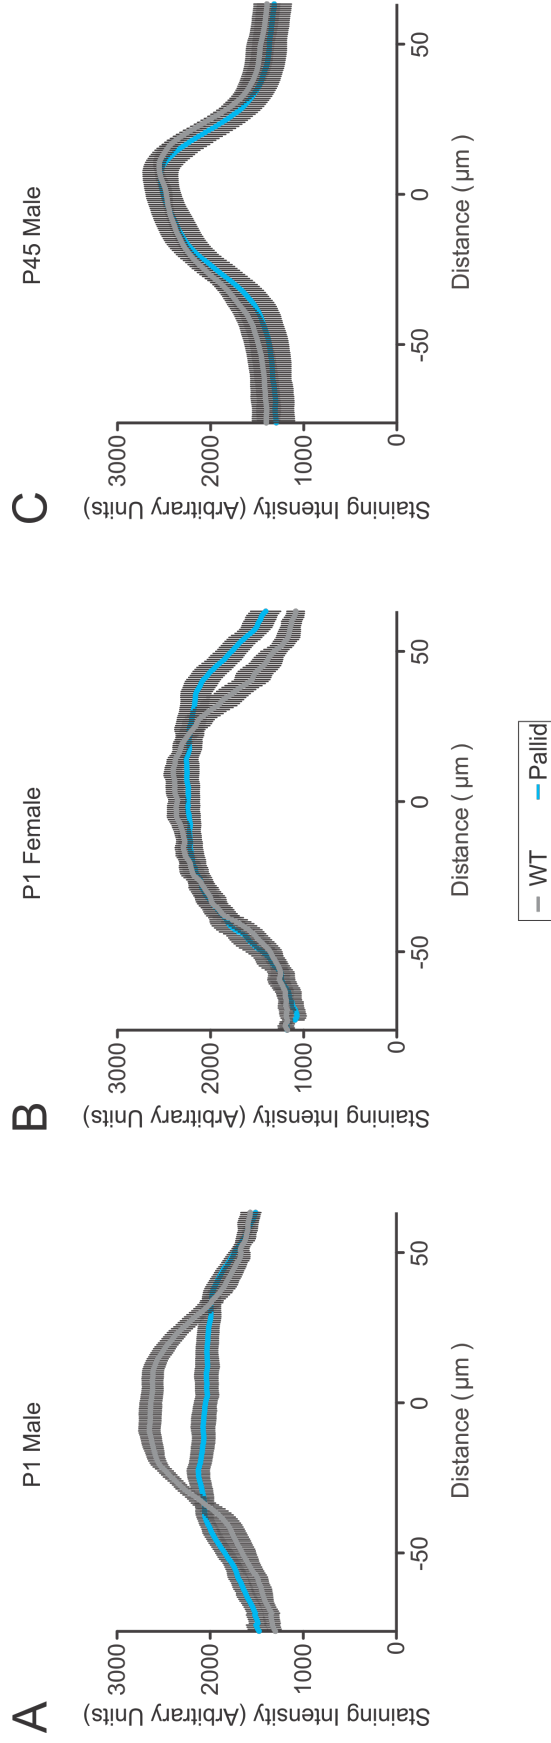 A
P1 Male
Staining Intensity (Arbitrary Units)
3000
2000
1000
0
-50
0
50
Distance ( µm )
B
P1 Female
Staining Intensity (Arbitrary Units)
3000
2000
1000
0
-50
0
50
Distance ( µm )
C
P45 Male
Staining Intensity (Arbitrary Units)
3000
2000
1000
0
-50
0
50
Distance ( µm )
WT Pallid